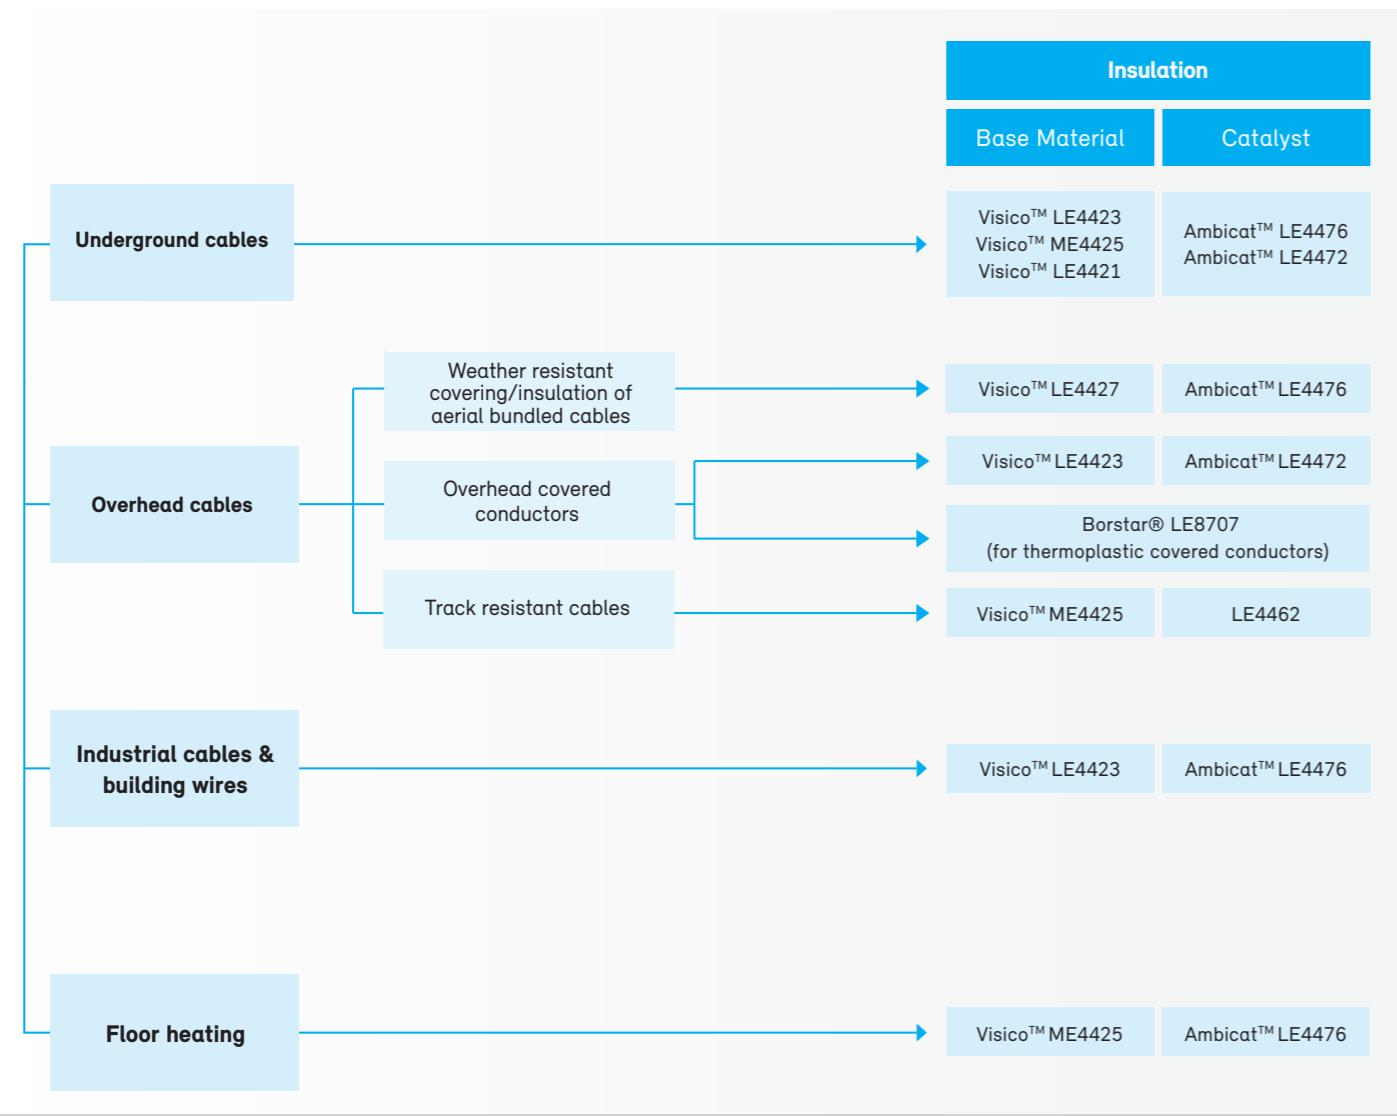 Insulation
Base Material
Catalyst
Underground cables
Visico™ LE4423
Visico™ ME4425
Visico™ LE4421
Ambicat™ LE4476
Ambicat™ LE4472
Overhead cables
Weather resistant
covering/insulation of
aerial bundled cables
Visico™ LE4427
Ambicat™ LE4476
Overhead covered
conductors
Visico™ LE4423
Ambicat™ LE4472
Borstar® LE8707
(for thermoplastic covered conductors)
Track resistant cables
Visico™ ME4425
LE4462
Industrial cables &
building wires
Visico™ LE4423
Ambicat™ LE4476
Floor heating
Visico™ ME4425
Ambicat™ LE4476